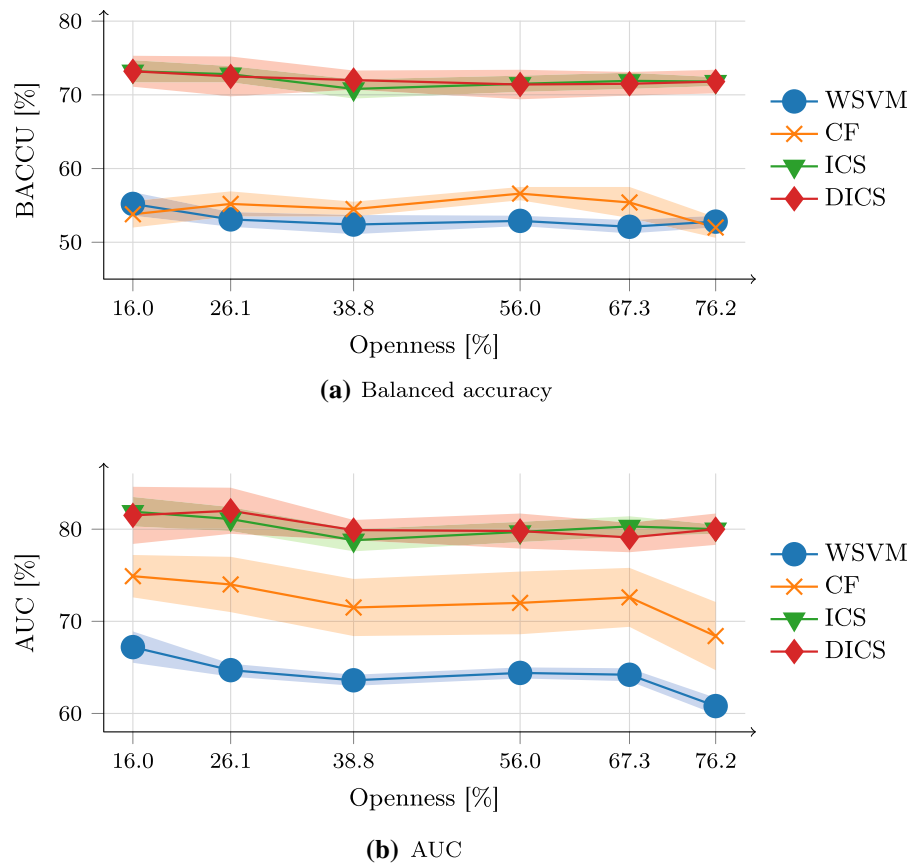 80
70
60
50
BACCU [%]
16.0 26.1 38.8 56.0 67.3 76.2
Openness [%]
WSVM
CF
ICS
DICS
(a) Balanced accuracy
80
70
60
AUC [%]
16.0 26.1 38.8 56.0 67.3 76.2
Openness [%]
WSVM
CF
ICS
DICS
(b) AUC